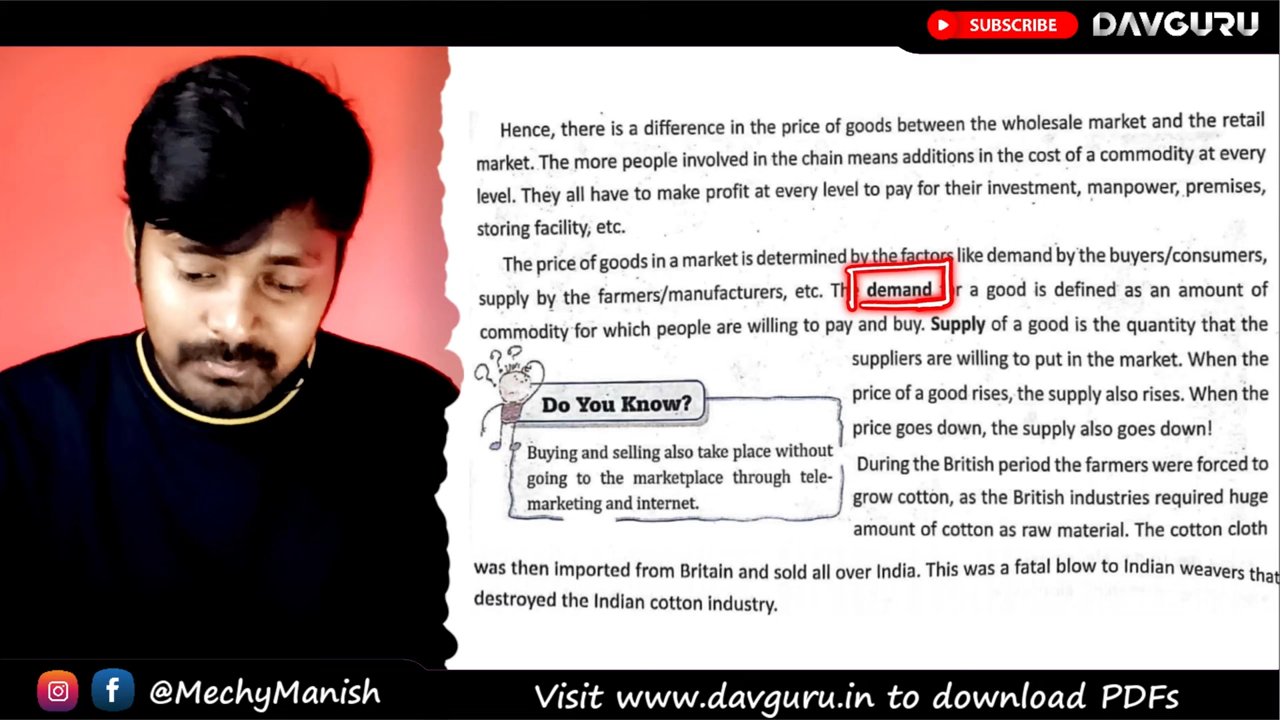 SUBSCRIBE
DAVGURU
Hence, there is a difference in the price of goods between the wholesale market and the retail
market. The more people involved in the chain means additions in the cost of a commodity at every
level. They all have to make profit at every level to pay for their investment, manpower, premises,
storing facility, etc.
The price of goods in a market is determined by the factors like demand by the buyers/consumers,
supply by the farmers/manufacturers, etc. Th demand r a good is defined as an amount of
commodity for which people are willing to pay and buy. Supply of a good is the quantity that the
suppliers are willing to put in the market. When the
price of a good rises, the supply also rises. When the
price goes down, the supply also goes down!
Do You Know?
Buying and selling also take place without
going to the marketplace through tele-
marketing and internet.
During the British period the farmers were forced to
grow cotton, as the British industries required huge
amount of cotton as raw material. The cotton cloth
was then imported from Britain and sold all over India. This was a fatal blow to Indian weavers that
destroyed the Indian cotton industry.
@MechyManish
Visit www.davguru.in to download PDFs